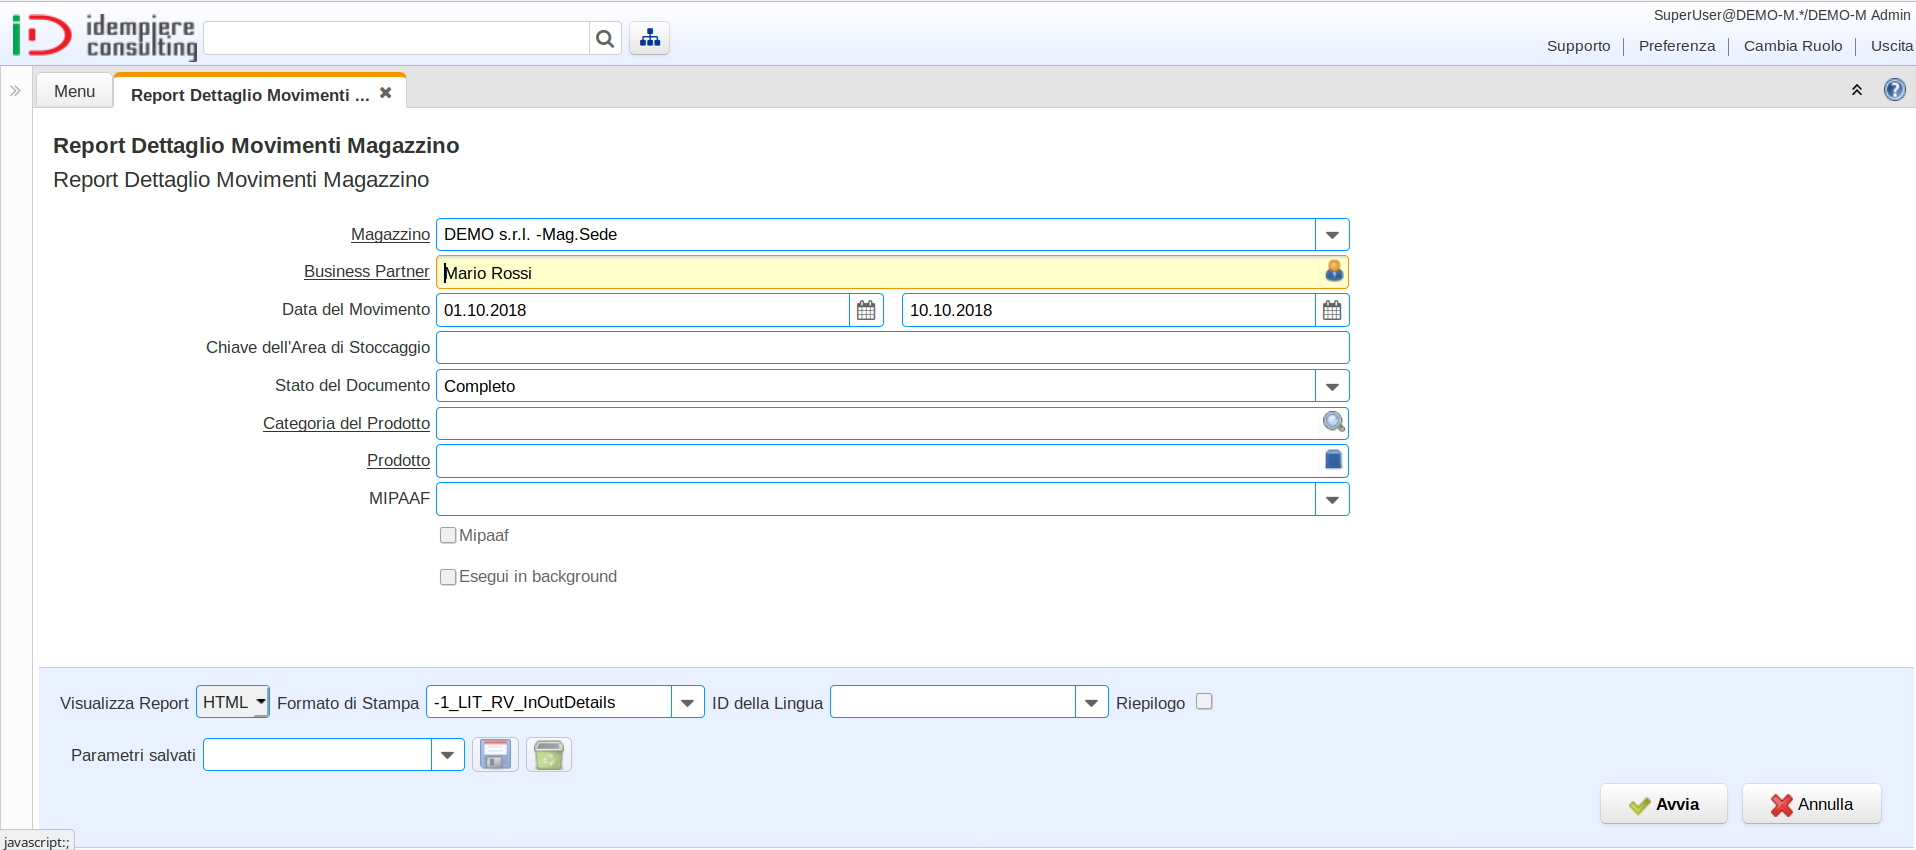 SuperUser@DEMO-M.*/DEMO-M Admin
idempiere
consulting
Supporto Preferenza Cambia Ruolo Uscita
Menu Report Dettaglio Movimenti ...
Report Dettaglio Movimenti Magazzino
Report Dettaglio Movimenti Magazzino
Magazzino DEMO s.r.l. -Mag.Sede
Business Partner Mario Rossi
Data del Movimento 01.10.2018 10.10.2018
Chiave dell'Area di Stoccaggio
Stato del Documento Completo
Categoria del Prodotto
Prodotto
MIPAAF
Mipaaf
Esegui in background
Visualizza Report HTML Formato di Stampa -1_LIT_RV_InOutDetails ID della Lingua Riepilogo
Parametri salvati
Avvia Annulla
javascript:;